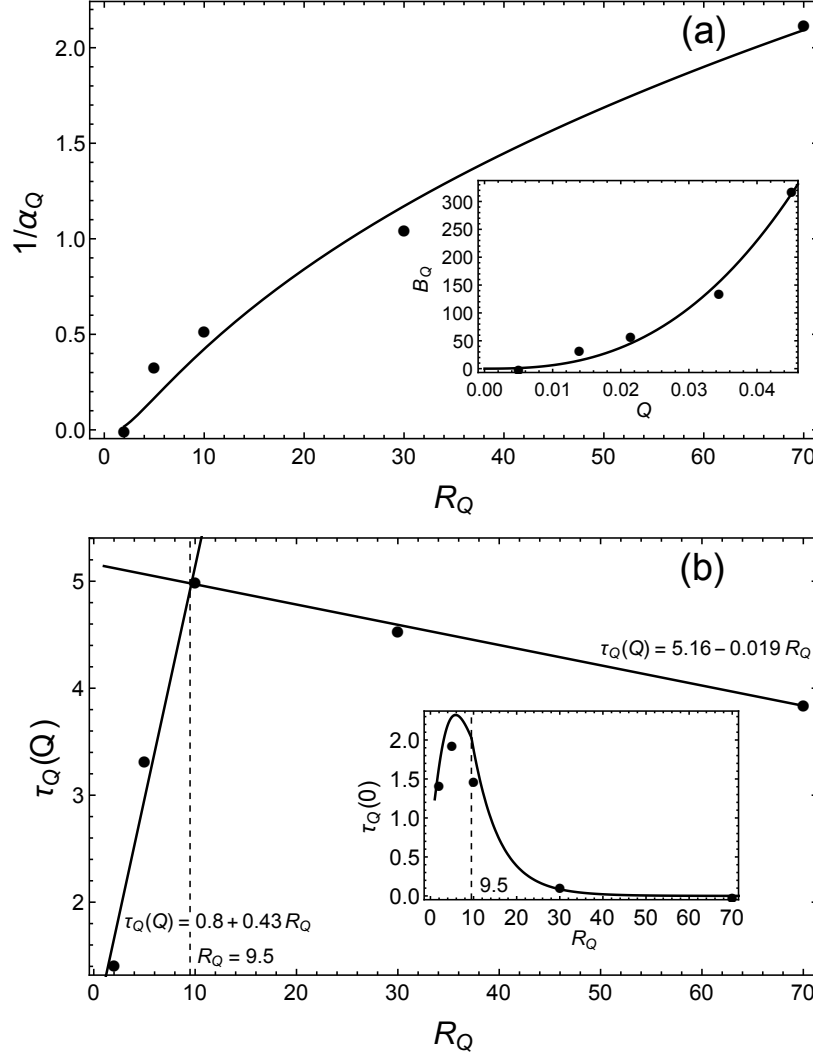 (a)
2.0
1.5
1.0
0.5
0.0
1/α_Q
0 10 20 30 40 50 60 70
R_Q
300
250
200
150
100
50
0
B_Q
0.00 0.01 0.02 0.03 0.04
Q
(b)
5
4
3
2
τ_Q(Q)
τ_Q(Q) = 5.16 − 0.019 R_Q
τ_Q(Q) = 0.8 + 0.43 R_Q
R_Q = 9.5
2.0
1.5
1.0
0.5
0.0
τ_Q(0)
9.5
0 10 20 30 40 50 60 70
R_Q
0 10 20 30 40 50 60 70
R_Q